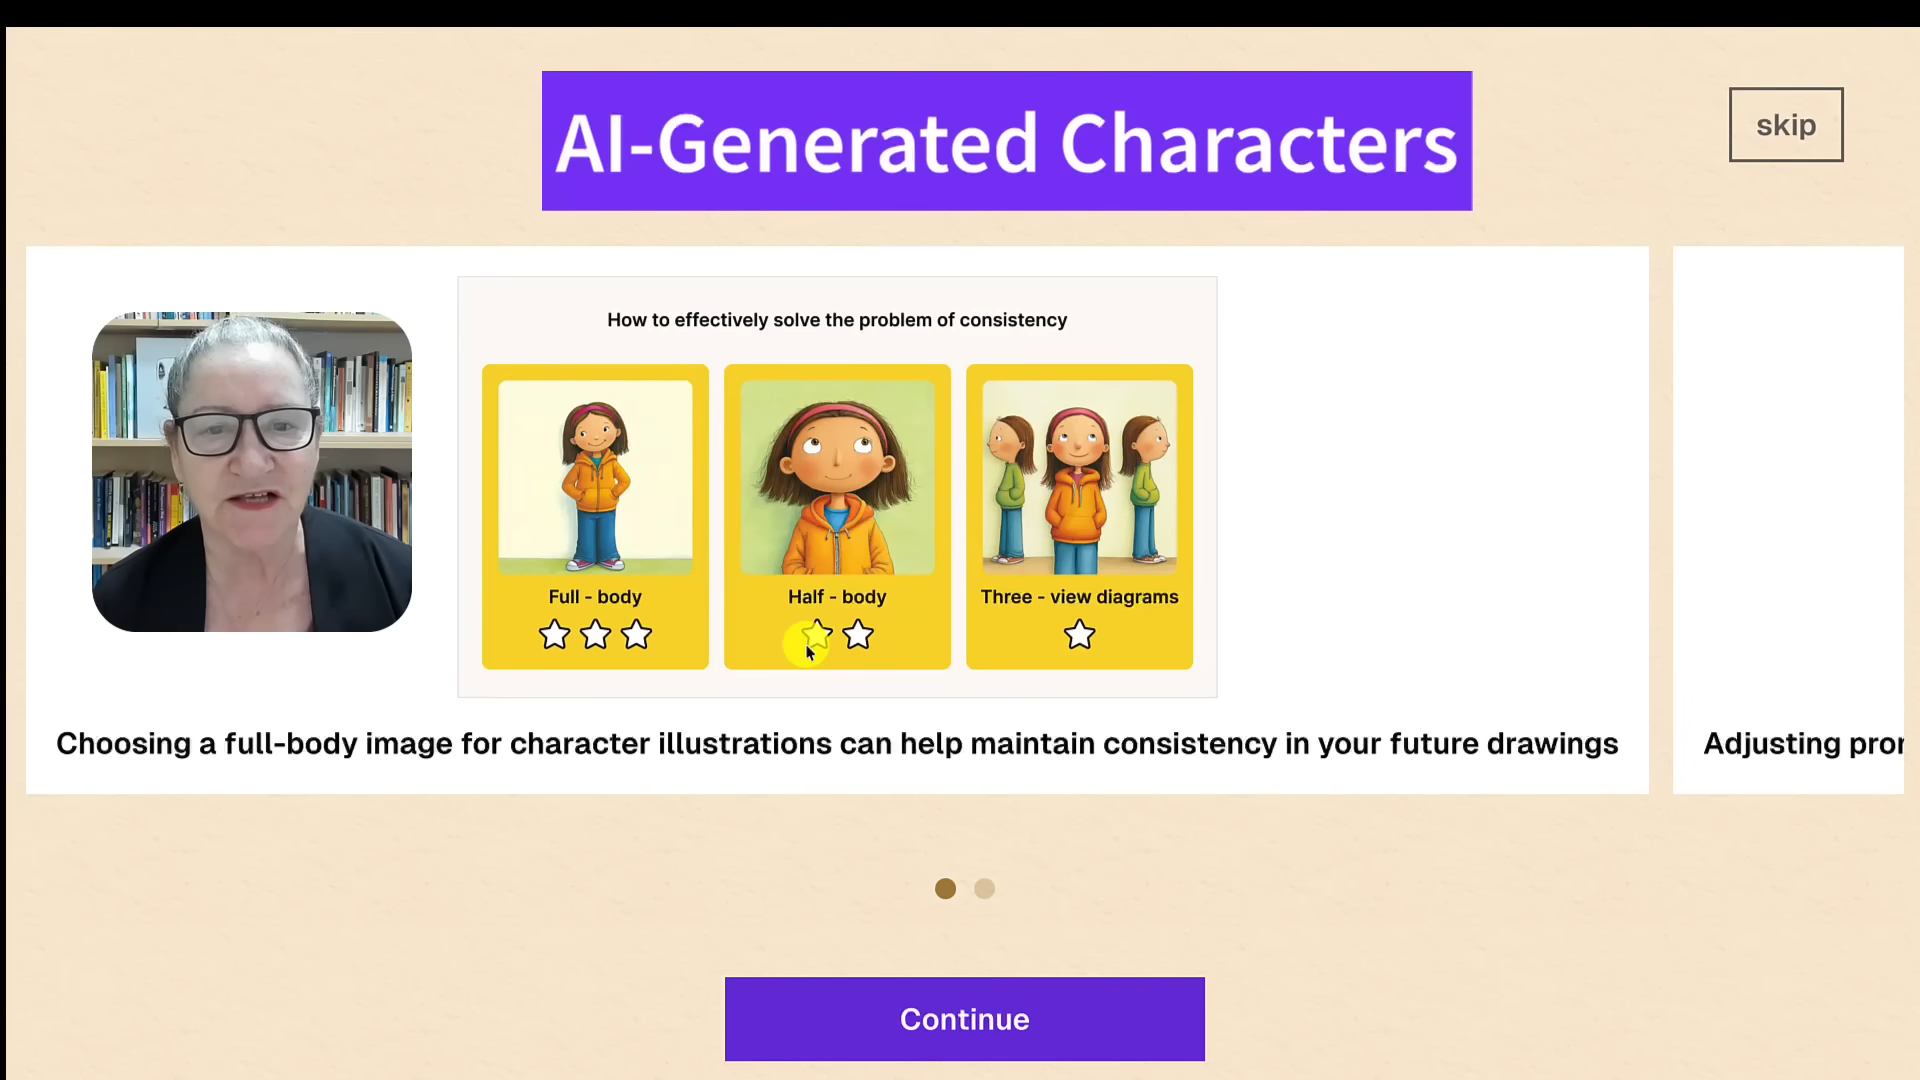 AI-Generated Characters
skip
How to effectively solve the problem of consistency
Full - body
Half - body
Three - view diagrams
Choosing a full-body image for character illustrations can help maintain consistency in your future drawings
Adjusting
Continue